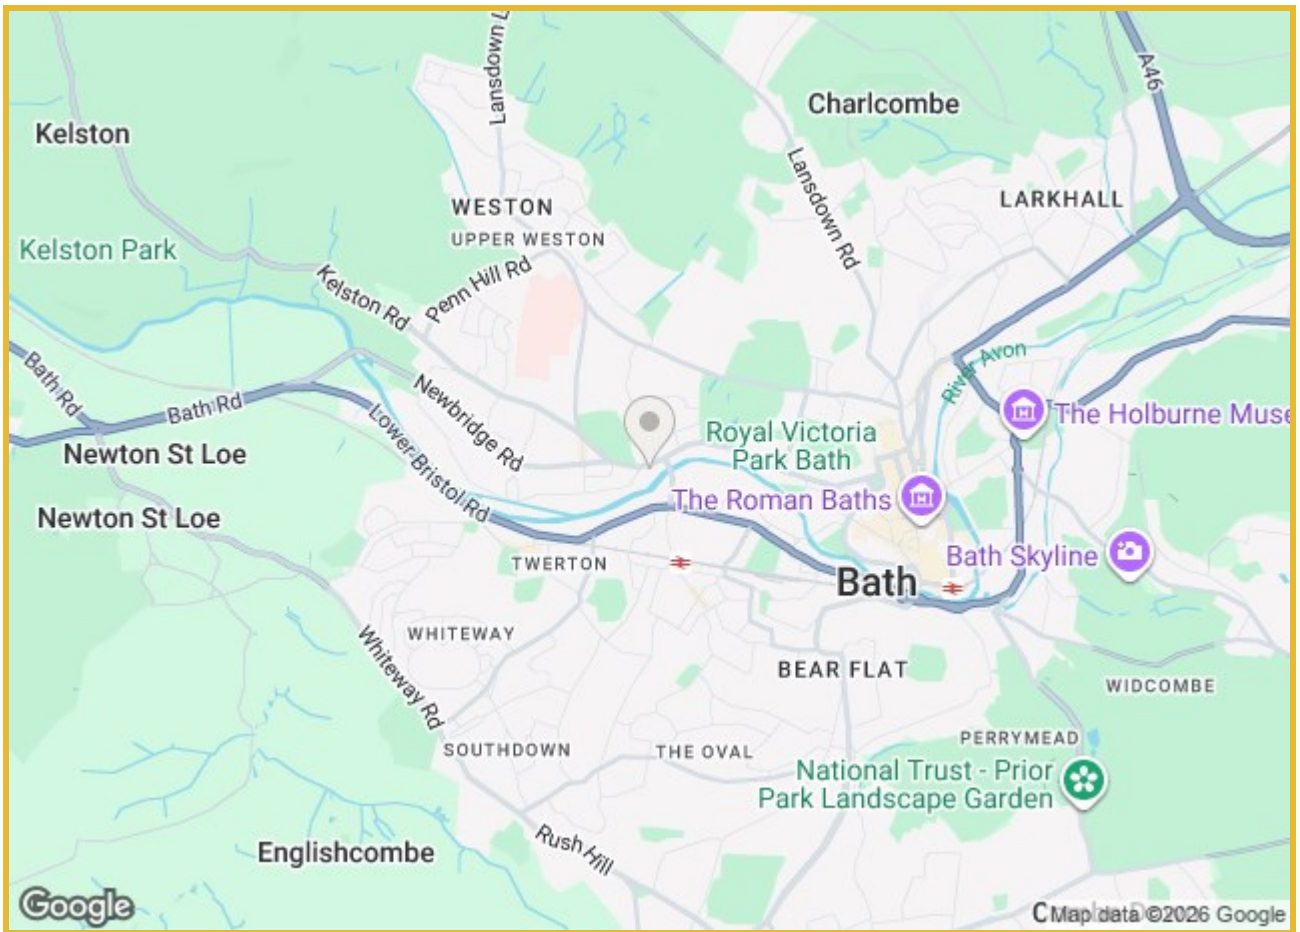 Lansdown L
A46
Charlcombe
Kelston
Lansdown Rd
LARKHALL
WESTON
UPPER WESTON
Kelston Park
Penn Hill Rd
Kelston Rd
River Avon
Bath Rd
Bath Rd
Newbridge Rd
Lower Bristol Rd
The Holburne Muse
Royal Victoria
Park Bath
Newton St Loe
The Roman Baths
Newton St Loe
Bath Skyline
TWERTON
Bath
WHITEWAY
Whiteway Rd
BEAR FLAT
WIDCOMBE
PERRYMEAD
SOUTHDOWN
THE OVAL
National Trust - Prior
Park Landscape Garden
Rush Hill
Englishcombe
Google
Map data ©2026 Google